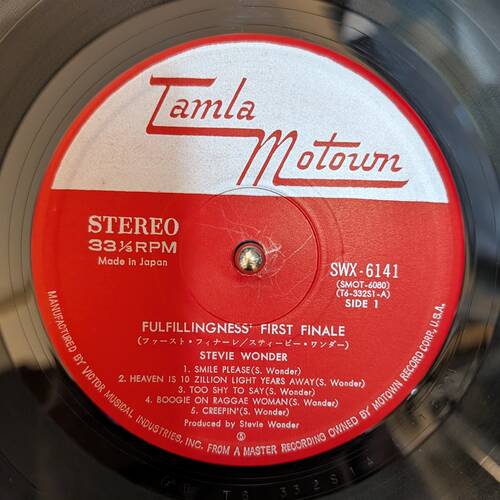 Tamla
Motown
STEREO
33⅓RPM
Made in Japan
SWX-6141
(SMOT-6080)
(T6-332S1-A)
SIDE 1
FULFILLINGNESS' FIRST FINALE
(ファースト・フィナーレ/スティービー・ワンダー)
STEVIE WONDER
1. SMILE PLEASE(S. Wonder)
2. HEAVEN IS 10 ZILLION LIGHT YEARS AWAY(S. Wonder)
3. TOO SHY TO SAY(S. Wonder)
4. BOOGIE ON RAGGAE WOMAN(S. Wonder)
5. CREEPIN'(S. Wonder)
Produced by Stevie Wonder
MANUFACTURED BY VICTOR MUSICAL INDUSTRIES, INC. FROM A MASTER RECORDING OWNED BY MOTOWN RECORD CORP. U.S.A.